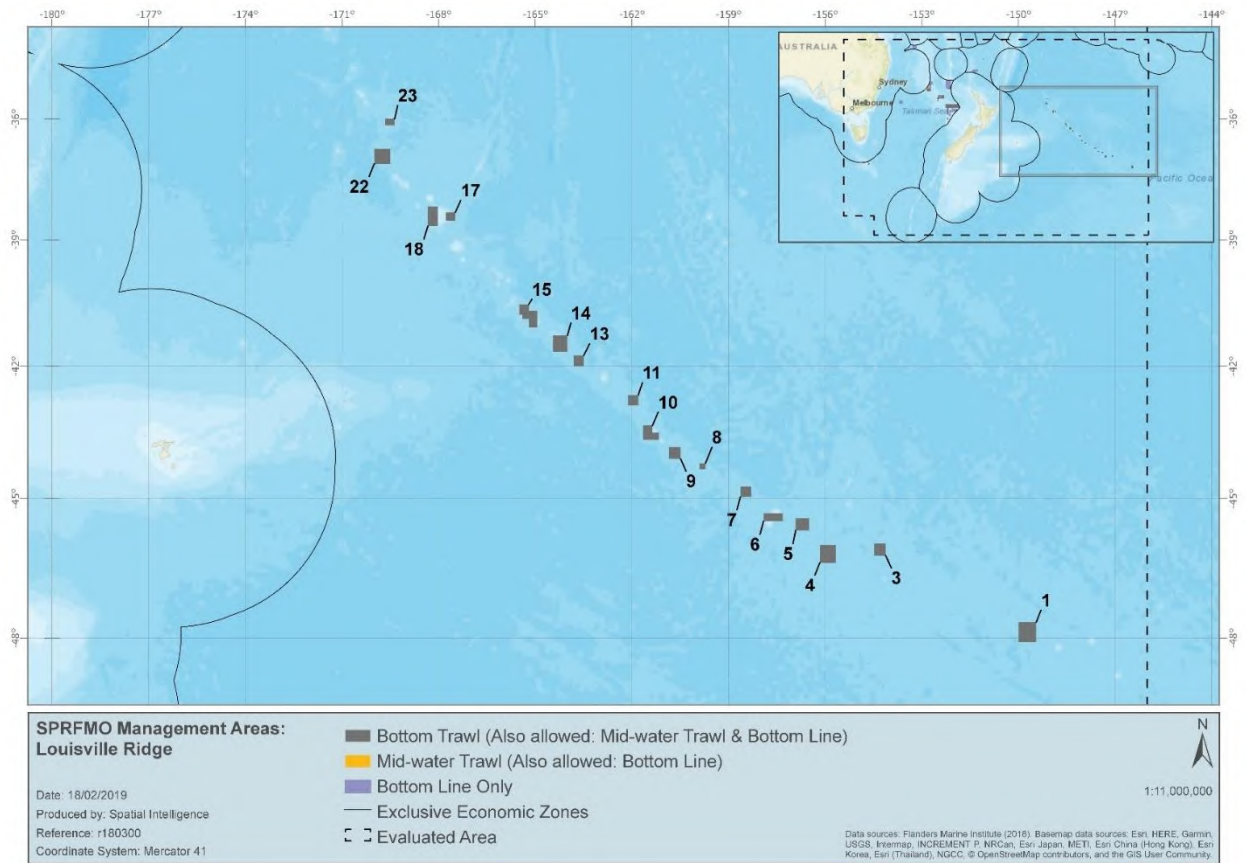 -180° -177° -174° -171° -168° -165° -162° -159° -156° -153° -150° -147° -144°
AUSTRALIA
Sydney
Melbourne
Tasman Sea
Pacific Ocea
-36° -36°
-39° -39°
-42° -42°
-45° -45°
-48° -48°
23
22
17
18
15
14
13
11
10
8
9
7
6
5
4
3
1
SPRFMO Management Areas:
Louisville Ridge
Date: 18/02/2019
Produced by: Spatial Intelligence
Reference: r180300
Coordinate System: Mercator 41
Bottom Trawl (Also allowed: Mid-water Trawl & Bottom Line)
Mid-water Trawl (Also allowed: Bottom Line)
Bottom Line Only
Exclusive Economic Zones
Evaluated Area
N
1:11,000,000
Data sources: Flanders Marine Institute (2018). Basemap data sources: Esri, HERE, Garmin,
USGS, Intermap, INCREMENT P, NRCan, Esri Japan, METI, Esri China (Hong Kong), Esri
Korea, Esri (Thailand), NGCC, © OpenStreetMap contributors, and the GIS User Community.